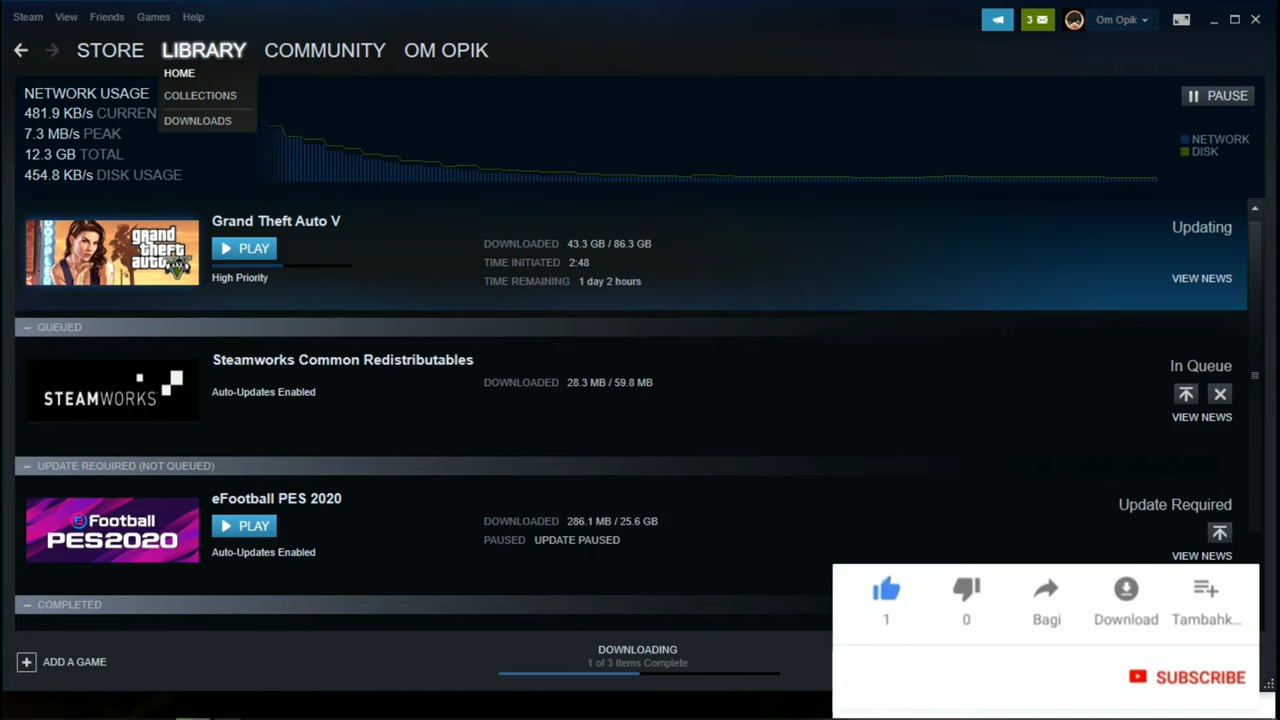 Steam View Friends Games Help
3
Om Opik
STORE LIBRARY COMMUNITY OM OPIK
HOME
COLLECTIONS
DOWNLOADS
NETWORK USAGE
481.9 KB/s CURREN
7.3 MB/s PEAK
12.3 GB TOTAL
454.8 KB/s DISK USAGE
PAUSE
NETWORK
DISK
grand theft auto V
Grand Theft Auto V
PLAY
High Priority
DOWNLOADED 43.3 GB / 86.3 GB
TIME INITIATED 2:48
TIME REMAINING 1 day 2 hours
Updating
VIEW NEWS
QUEUED
STEAMWORKS
Steamworks Common Redistributables
Auto-Updates Enabled
DOWNLOADED 28.3 MB / 59.8 MB
In Queue
VIEW NEWS
UPDATE REQUIRED (NOT QUEUED)
eFootball
PES2020
eFootball PES 2020
PLAY
Auto-Updates Enabled
DOWNLOADED 286.1 MB / 25.6 GB
PAUSED UPDATE PAUSED
Update Required
VIEW NEWS
COMPLETED
ADD A GAME
DOWNLOADING
1 of 3 Items Complete
1 0 Bagi Download Tambahk...
SUBSCRIBE